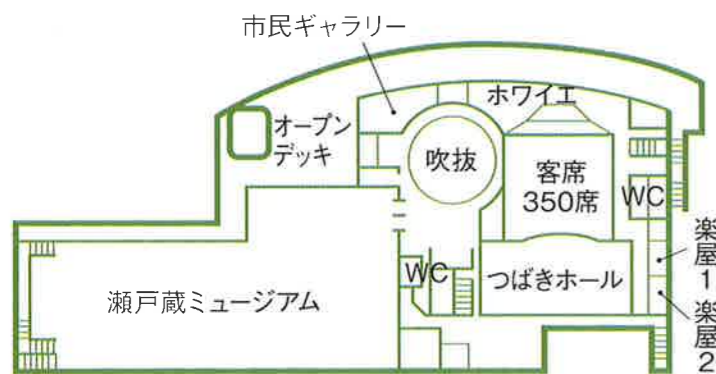 市民ギャラリー
ホワイエ
オープン
デッキ
吹抜
客席
350席
WC
楽屋1
WC
つばきホール
瀬戸蔵ミュージアム
楽屋2